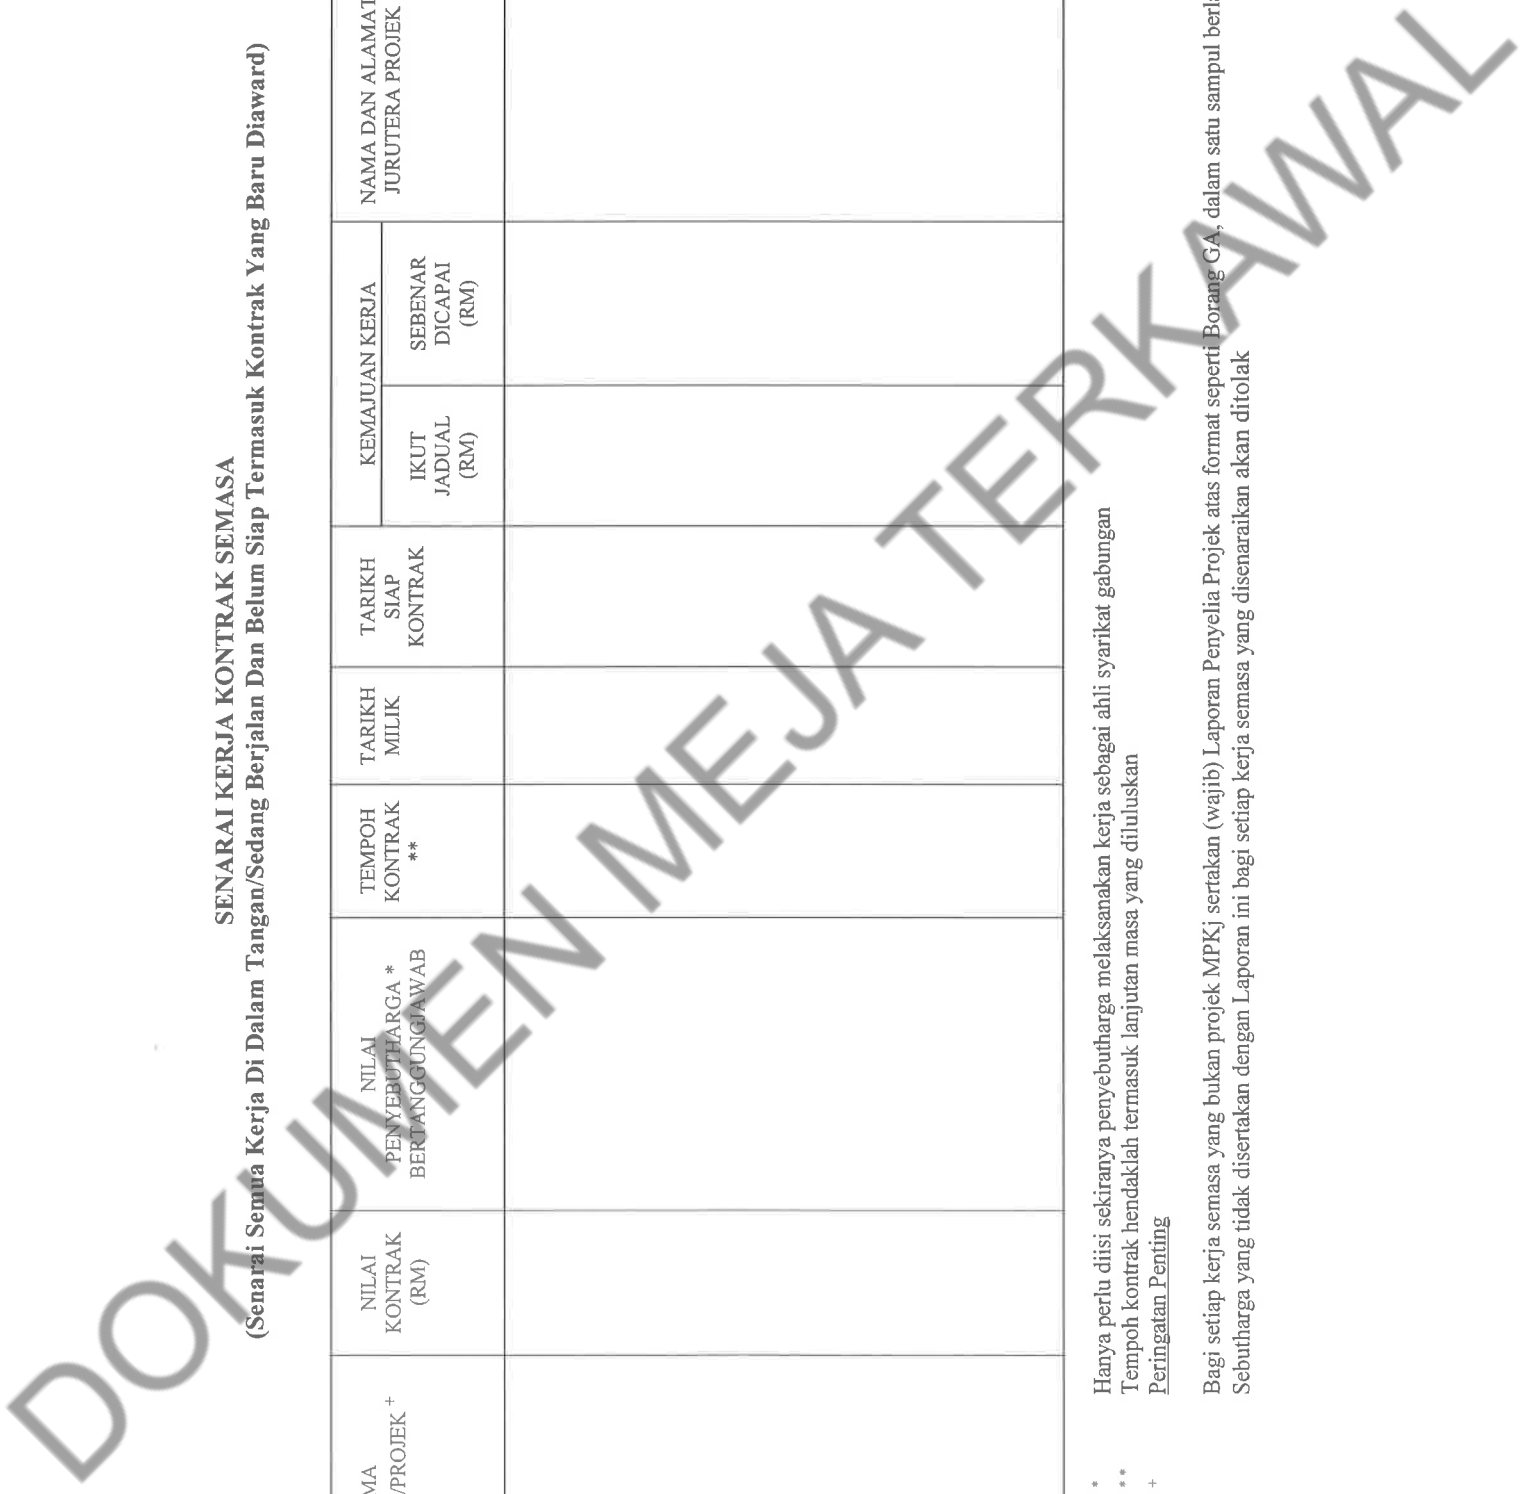 SENARAI KERJA KONTRAK SEMASA
(Senarai Semua Kerja Di Dalam Tangan/Sedang Berjalan Dan Belum Siap Termasuk Kontrak Yang Baru Diaward)
MA
/PROJEK +
NILAI
KONTRAK
(RM)
NILAI
PENYEBUTHARGA *
BERTANGGUNGJAWAB
TEMPOH
KONTRAK
**
TARIKH
MILIK
TARIKH
SIAP
KONTRAK
KEMAJUAN KERJA
IKUT
JADUAL
(RM)
SEBENAR
DICAPAI
(RM)
NAMA DAN ALAMAT
JURUTERA PROJEK
* Hanya perlu diisi sekiranya penyebutharga melaksanakan kerja sebagai ahli syarikat gabungan
** Tempoh kontrak hendaklah termasuk lanjutan masa yang diluluskan
+ Peringatan Penting
Bagi setiap kerja semasa yang bukan projek MPKj sertakan (wajib) Laporan Penyelia Projek atas format seperti Borang GA, dalam satu sampul berla
Sebutharga yang tidak disertakan dengan Laporan ini bagi setiap kerja semasa yang disenaraikan akan ditolak
DOKUMEN MEJA TERKAWAL